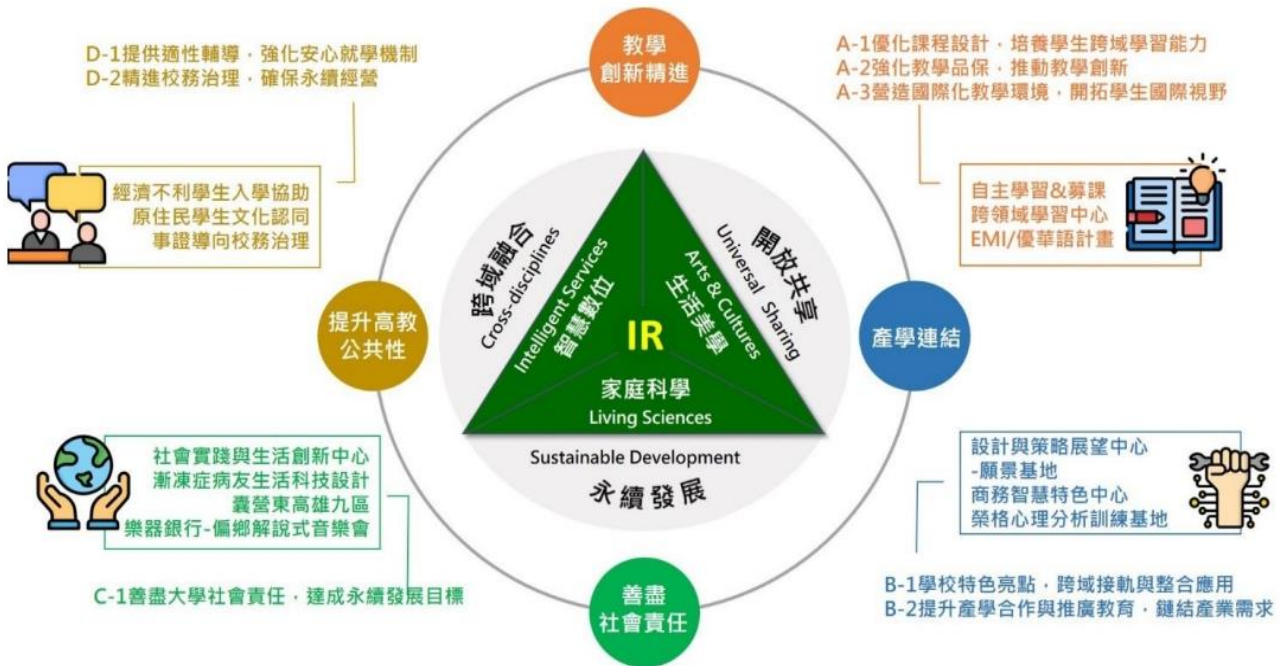 D-1提供適性輔導，強化安心就學機制
D-2精進校務治理，確保永續經營
經濟不利學生入學協助
原住民學生文化認同
事證導向校務治理
教學
創新精進
A-1優化課程設計，培養學生跨域學習能力
A-2強化教學品保，推動教學創新
A-3營造國際化教學環境，開拓學生國際視野
自主學習&募課
跨領域學習中心
EMI/優華語計畫
提升高教
公共性
跨域融合
Cross-disciplines
Intelligent Services
智慧數位
IR
Arts & Cultures
生活美學
開放共享
Universal Sharing
家庭科學
Living Sciences
Sustainable Development
永續發展
產學連結
社會實踐與生活創新中心
漸凍症病友生活科技設計
囊營東高雄九區
樂器銀行-偏鄉解說式音樂會
C-1善盡大學社會責任，達成永續發展目標
善盡
社會責任
設計與策略展望中心
-願景基地
商務智慧特色中心
榮格心理分析訓練基地
B-1學校特色亮點，跨域接軌與整合應用
B-2提升產學合作與推廣教育，鏈結產業需求